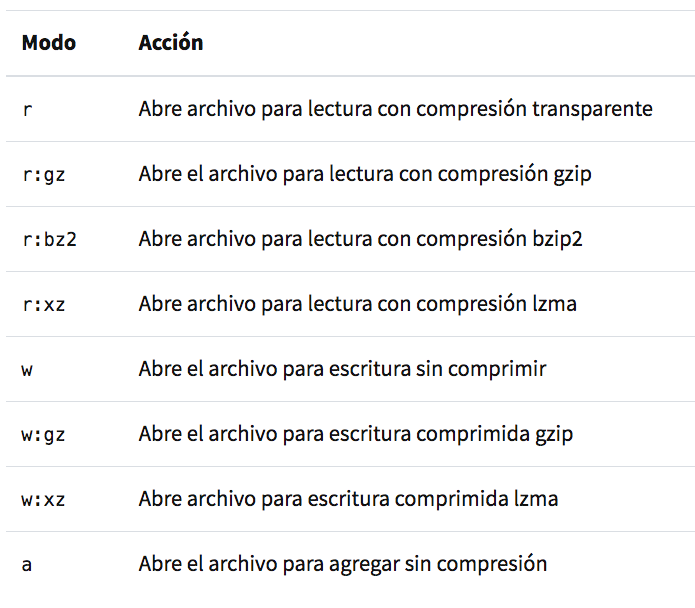 Modo Acción
r Abre archivo para lectura con compresión transparente
r:gz Abre el archivo para lectura con compresión gzip
r:bz2 Abre archivo para lectura con compresión bzip2
r:xz Abre archivo para lectura con compresión lzma
w Abre el archivo para escritura sin comprimir
w:gz Abre el archivo para escritura comprimida gzip
w:xz Abre archivo para escritura comprimida lzma
a Abre el archivo para agregar sin compresión